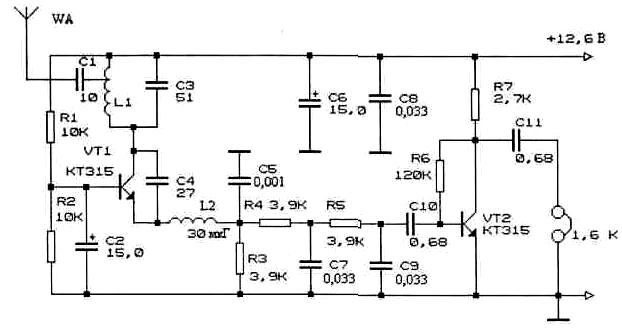 WA
+12,6 В
C1
10
L1
C3
51
R1
10K
VT1
КТ315
C4
27
R2
10K
C2
+
15,0
L2
30 мкГ
C5
0,001
R3
3,9K
R4 3,9K
C6
+
15,0
C8
0,033
R5
3,9K
C7
0,033
C9
0,033
C10
0,68
R6
120K
R7
2,7K
VT2
КТ315
C11
0,68
1,6 К